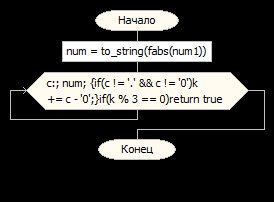 Начало
num = to_string(fabs(num1))
c:; num; {if(c != '.' && c != '0')k
+= c - '0';}if(k % 3 == 0)return true
Конец